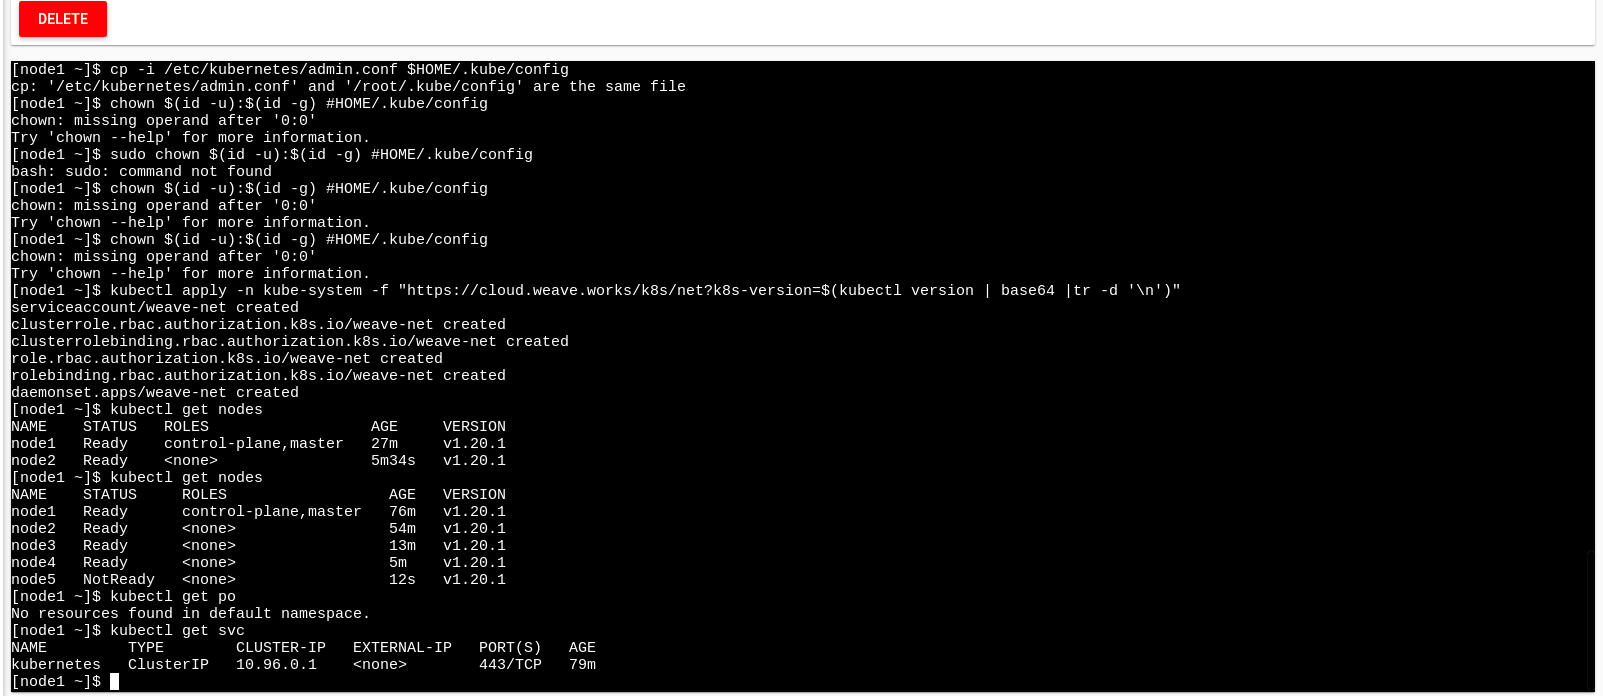 DELETE
[node1 ~]$ cp -i /etc/kubernetes/admin.conf $HOME/.kube/config
cp: '/etc/kubernetes/admin.conf' and '/root/.kube/config' are the same file
[node1 ~]$ chown $(id -u):$(id -g) #HOME/.kube/config
chown: missing operand after '0:0'
Try 'chown --help' for more information.
[node1 ~]$ sudo chown $(id -u):$(id -g) #HOME/.kube/config
bash: sudo: command not found
[node1 ~]$ chown $(id -u):$(id -g) #HOME/.kube/config
chown: missing operand after '0:0'
Try 'chown --help' for more information.
[node1 ~]$ chown $(id -u):$(id -g) #HOME/.kube/config
chown: missing operand after '0:0'
Try 'chown --help' for more information.
[node1 ~]$ kubectl apply -n kube-system -f "https://cloud.weave.works/k8s/net?k8s-version=$(kubectl version | base64 |tr -d '\n')"
serviceaccount/weave-net created
clusterrole.rbac.authorization.k8s.io/weave-net created
clusterrolebinding.rbac.authorization.k8s.io/weave-net created
role.rbac.authorization.k8s.io/weave-net created
rolebinding.rbac.authorization.k8s.io/weave-net created
daemonset.apps/weave-net created
[node1 ~]$ kubectl get nodes
NAME    STATUS   ROLES                  AGE     VERSION
node1   Ready    control-plane,master   27m     v1.20.1
node2   Ready    <none>                 5m34s   v1.20.1
[node1 ~]$ kubectl get nodes
NAME    STATUS     ROLES                  AGE   VERSION
node1   Ready      control-plane,master   76m   v1.20.1
node2   Ready      <none>                 54m   v1.20.1
node3   Ready      <none>                 13m   v1.20.1
node4   Ready      <none>                 5m    v1.20.1
node5   NotReady   <none>                 12s   v1.20.1
[node1 ~]$ kubectl get po
No resources found in default namespace.
[node1 ~]$ kubectl get svc
NAME         TYPE        CLUSTER-IP   EXTERNAL-IP   PORT(S)   AGE
kubernetes   ClusterIP   10.96.0.1    <none>        443/TCP   79m
[node1 ~]$